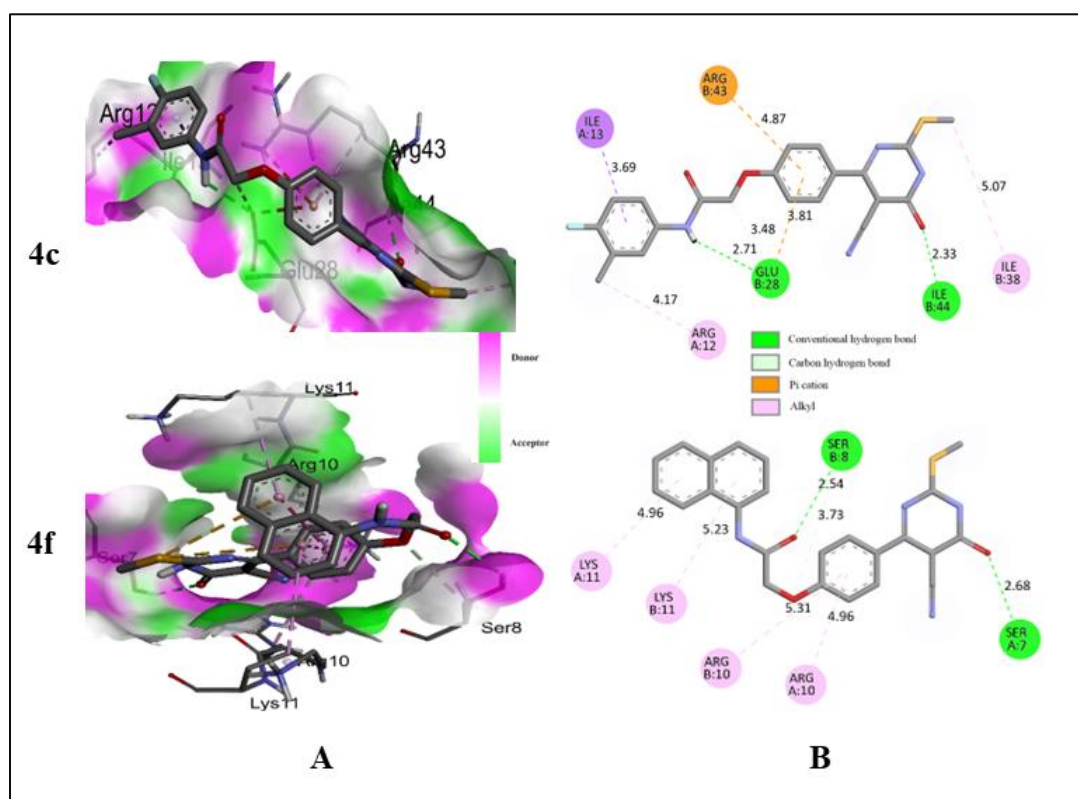 4c
Arg12
Arg43
Glu28
ARG
B:43
ILE
A:13
4.87
3.69
5.07
3.48
3.81
2.71
2.33
GLU
B:28
ILE
B:38
ILE
B:44
4.17
ARG
A:12
Conventional hydrogen bond
Carbon hydrogen bond
Pi cation
Alkyl
Donor
Acceptor
4f
Lys11
Arg10
Ser7
Ser8
Arg10
Lys11
SER
B:8
2.54
3.73
4.96
5.23
LYS
A:11
LYS
B:11
5.31
4.96
2.68
SER
A:7
ARG
B:10
ARG
A:10
A
B